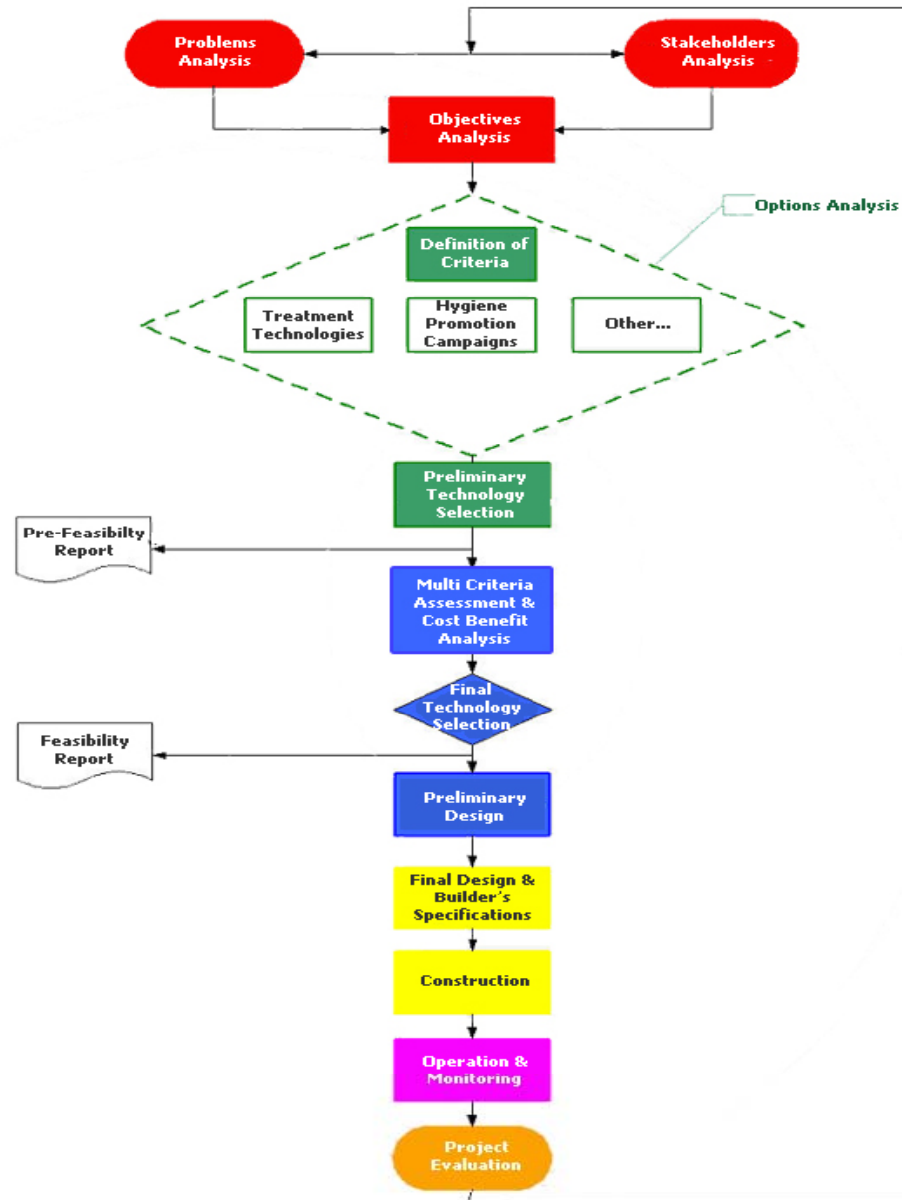 Problems
Analysis
Stakeholders
Analysis
Objectives
Analysis
Options Analysis
Definition of
Criteria
Treatment
Technologies
Hygiene
Promotion
Campaigns
Other...
Preliminary
Technology
Selection
Pre-Feasibilty
Report
Multi Criteria
Assessment &
Cost Benefit
Analysis
Final
Technology
Selection
Feasibility
Report
Preliminary
Design
Final Design &
Builder's
Specifications
Construction
Operation &
Monitoring
Project
Evaluation